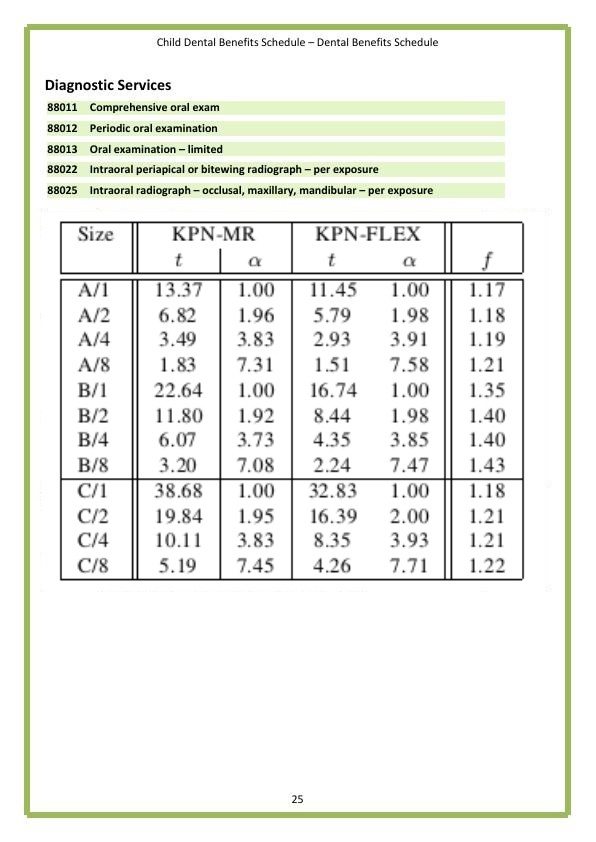 Child Dental Benefits Schedule – Dental Benefits Schedule
Diagnostic Services
88011 Comprehensive oral exam
88012 Periodic oral examination
88013 Oral examination – limited
88022 Intraoral periapical or bitewing radiograph – per exposure
88025 Intraoral radiograph – occlusal, maxillary, mandibular – per exposure
Size KPN-MR KPN-FLEX
t α t α f
A/1 13.37 1.00 11.45 1.00 1.17
A/2 6.82 1.96 5.79 1.98 1.18
A/4 3.49 3.83 2.93 3.91 1.19
A/8 1.83 7.31 1.51 7.58 1.21
B/1 22.64 1.00 16.74 1.00 1.35
B/2 11.80 1.92 8.44 1.98 1.40
B/4 6.07 3.73 4.35 3.85 1.40
B/8 3.20 7.08 2.24 7.47 1.43
C/1 38.68 1.00 32.83 1.00 1.18
C/2 19.84 1.95 16.39 2.00 1.21
C/4 10.11 3.83 8.35 3.93 1.21
C/8 5.19 7.45 4.26 7.71 1.22
25